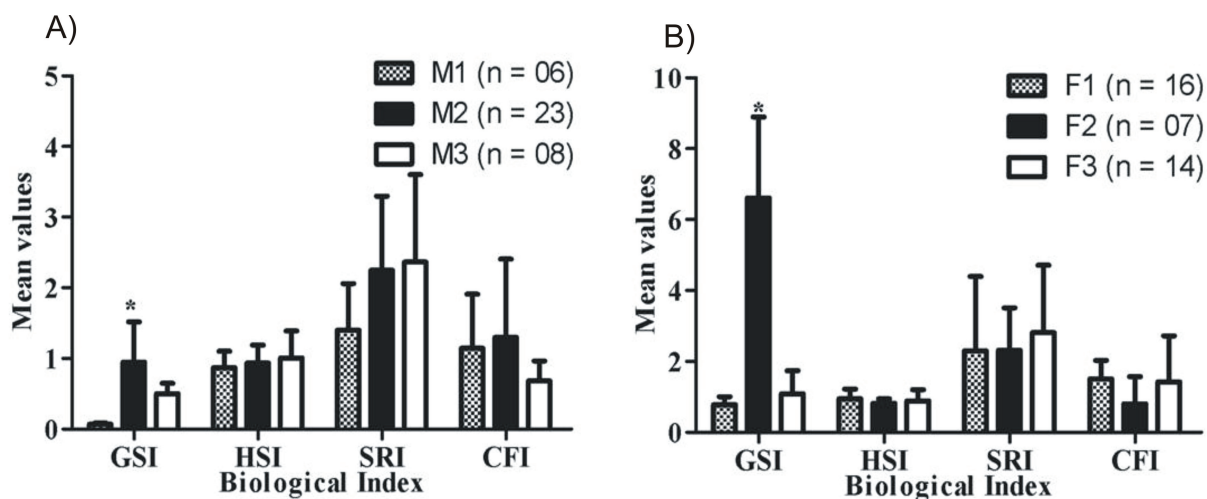 A)
5
4
3
2
1
0
Mean values
M1 (n = 06)
M2 (n = 23)
M3 (n = 08)
*
GSI HSI SRI CFI
Biological Index
B)
10
8
6
4
2
0
Mean values
F1 (n = 16)
F2 (n = 07)
F3 (n = 14)
*
GSI HSI SRI CFI
Biological Index